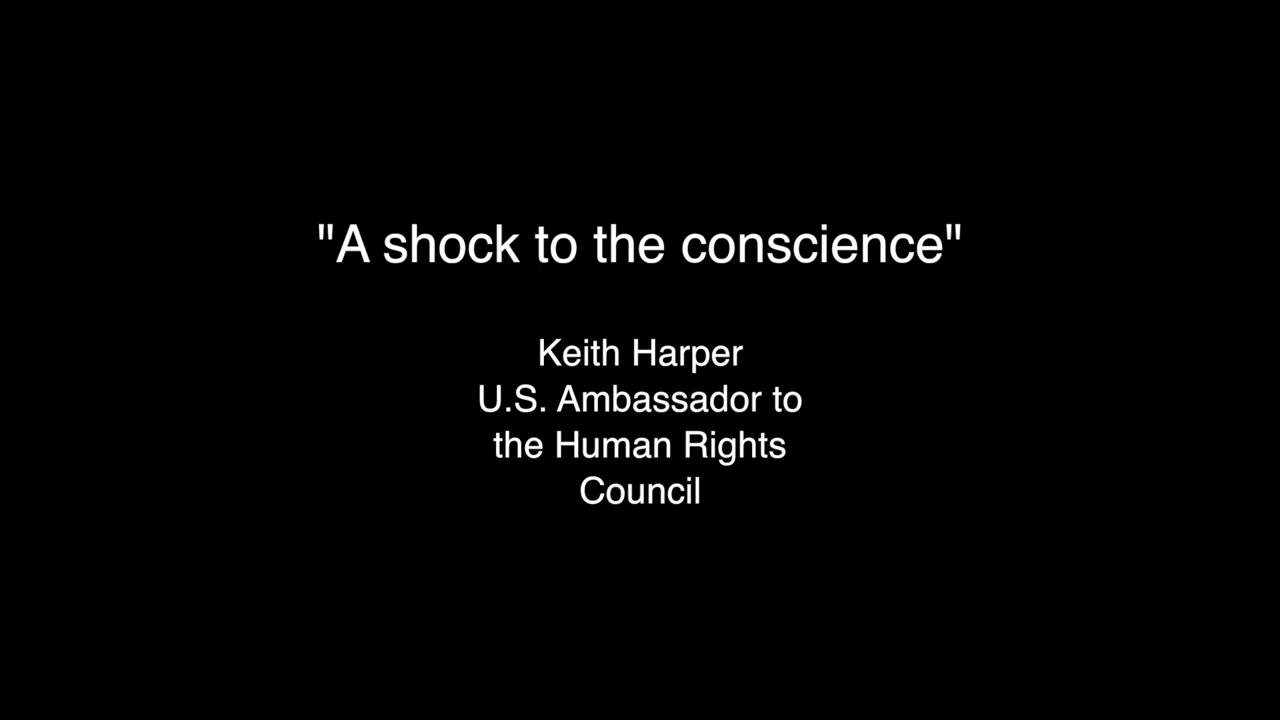 "A shock to the conscience"
Keith Harper
U.S. Ambassador to
the Human Rights
Council